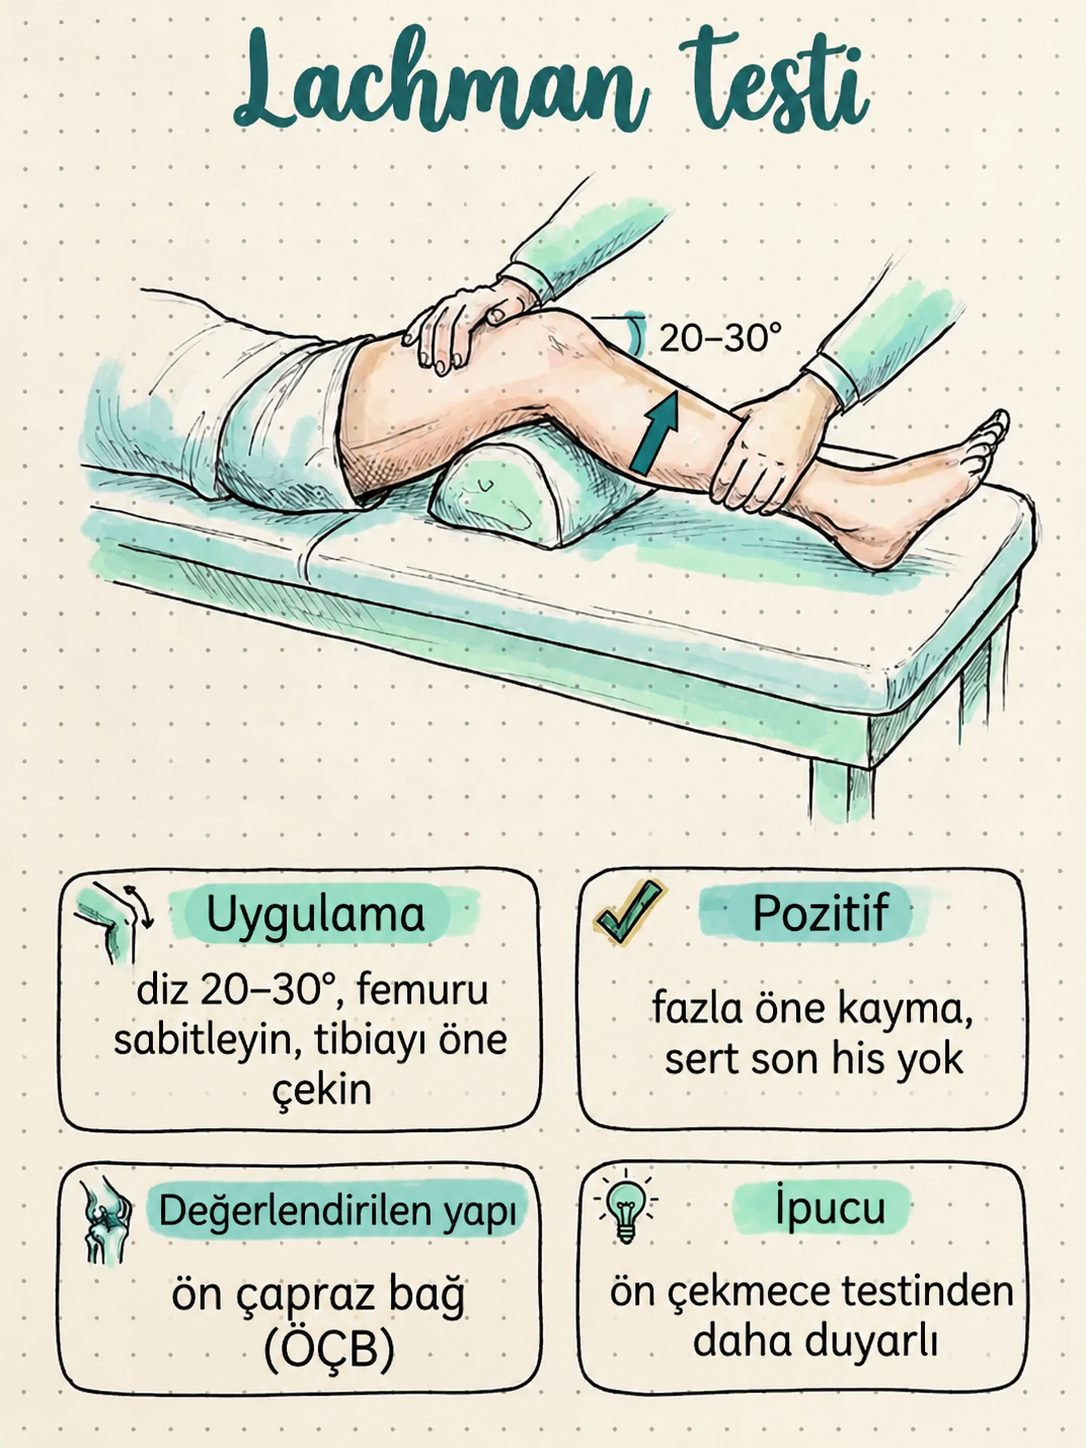 Lachman testi
20–30°
Uygulama
diz 20–30°, femuru
sabitleyin, tibiayı öne
çekin
Pozitif
fazla öne kayma,
sert son his yok
Değerlendirilen yapı
ön çapraz bağ
(ÖÇB)
İpucu
ön çekmece testinden
daha duyarlı